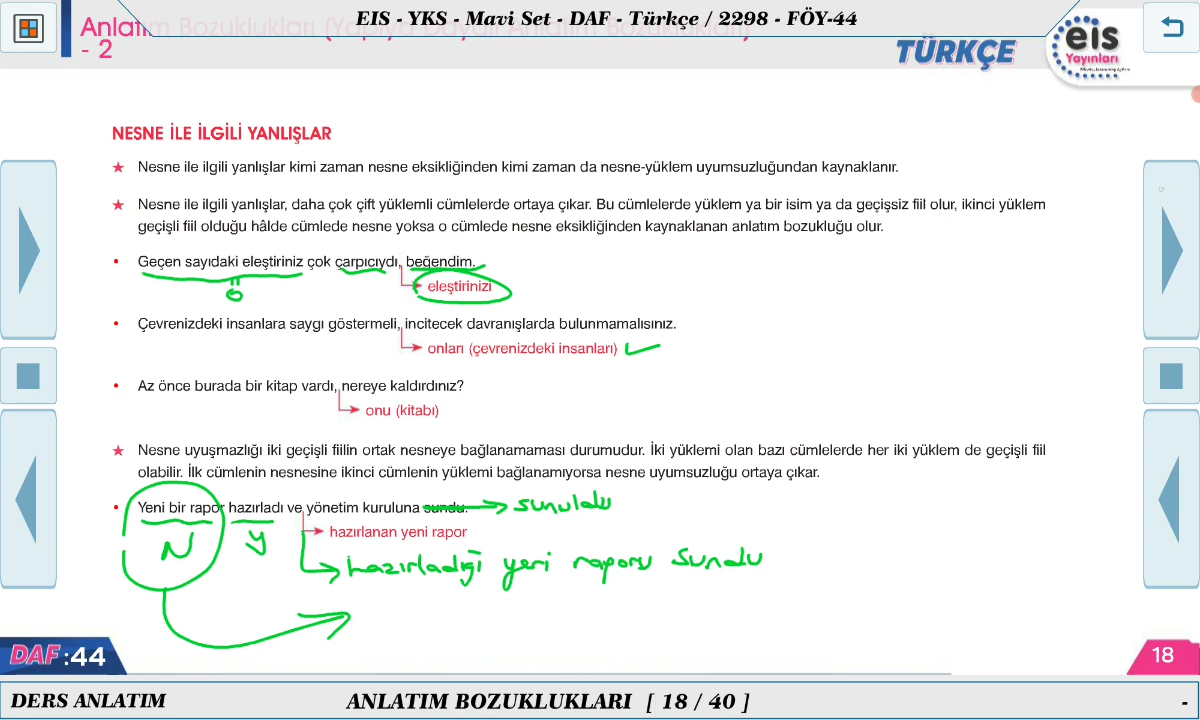 EIS - YKS - Mavi Set - DAF - Türkçe / 2298 - FÖY-44
Anlatım Bozuklukları (Yapıya Dayalı Anlatım Bozuklukları)
- 2
TÜRKÇE
eis
Yayınları
NESNE İLE İLGİLİ YANLIŞLAR
★ Nesne ile ilgili yanlışlar kimi zaman nesne eksikliğinden kimi zaman da nesne-yüklem uyumsuzluğundan kaynaklanır.
★ Nesne ile ilgili yanlışlar, daha çok çift yüklemli cümlelerde ortaya çıkar. Bu cümlelerde yüklem ya bir isim ya da geçişsiz fiil olur, ikinci yüklem
geçişli fiil olduğu hâlde cümlede nesne yoksa o cümlede nesne eksikliğinden kaynaklanan anlatım bozukluğu olur.
• Geçen sayıdaki eleştiriniz çok çarpıcıydı, beğendim.
eleştirinizi
Ö
• Çevrenizdeki insanlara saygı göstermeli, incitecek davranışlarda bulunmamalısınız.
onları (çevrenizdeki insanları)
• Az önce burada bir kitap vardı, nereye kaldırdınız?
onu (kitabı)
★ Nesne uyuşmazlığı iki geçişli fiilin ortak nesneye bağlanamaması durumudur. İki yüklemi olan bazı cümlelerde her iki yüklem de geçişli fiil
olabilir. İlk cümlenin nesnesine ikinci cümlenin yüklemi bağlanamıyorsa nesne uyumsuzluğu ortaya çıkar.
• Yeni bir rapor hazırladı ve yönetim kuruluna sundu. sunuldu
hazırlanan yeni rapor
N y
hazırladığı yeni raporu sundu
DAF :44
18
DERS ANLATIM ANLATIM BOZUKLUKLARI [ 18 / 40 ] -